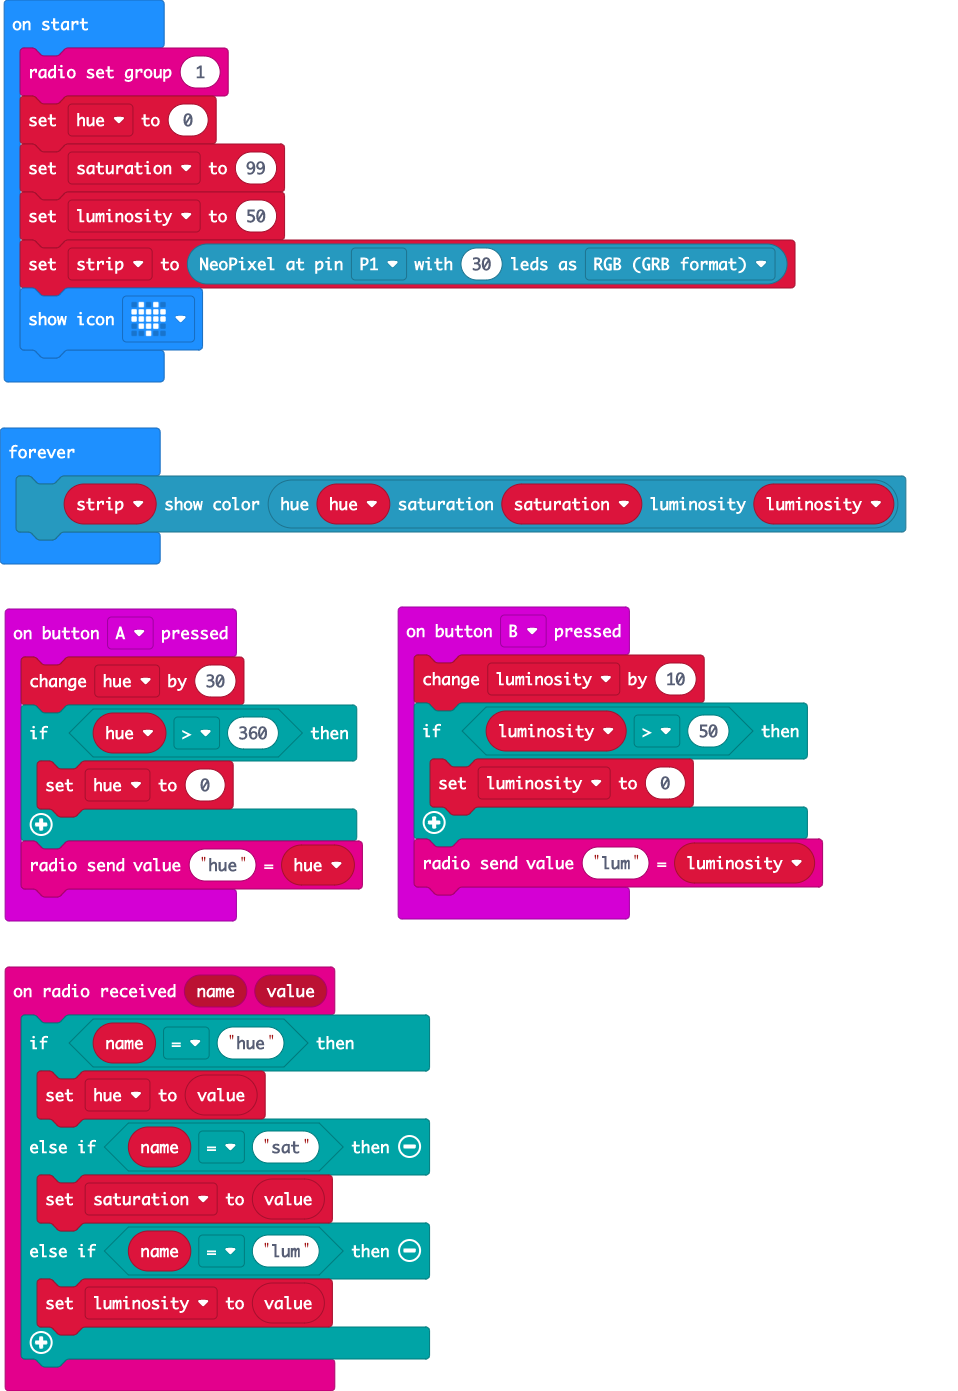 on start
radio set group 1
set hue to 0
set saturation to 99
set luminosity to 50
set strip to NeoPixel at pin P1 with 30 leds as RGB (GRB format)
show icon
forever
strip show color hue hue saturation saturation luminosity luminosity
on button A pressed
change hue by 30
if hue > 360 then
set hue to 0
radio send value "hue" = hue
on button B pressed
change luminosity by 10
if luminosity > 50 then
set luminosity to 0
radio send value "lum" = luminosity
on radio received name value
if name = "hue" then
set hue to value
else if name = "sat" then
set saturation to value
else if name = "lum" then
set luminosity to value